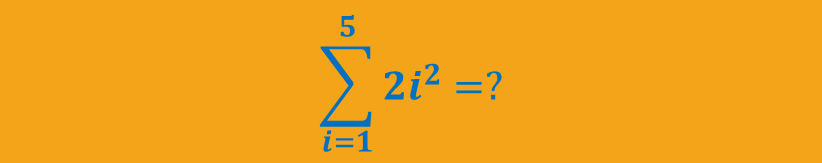 5
∑ 2i² =?
i=1